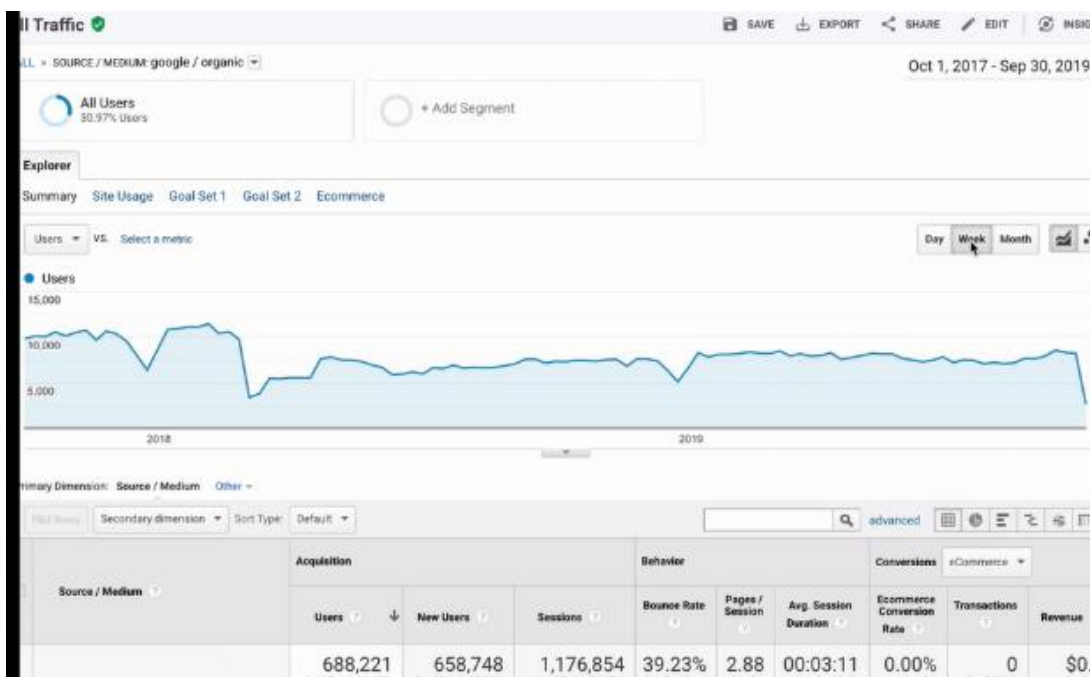 ll Traffic
SAVE EXPORT SHARE EDIT INSIG
ALL » SOURCE / MEDIUM: google / organic
Oct 1, 2017 - Sep 30, 2019
All Users
+ Add Segment
Explorer
Summary Site Usage Goal Set 1 Goal Set 2 Ecommerce
Users VS. Select a metric
Day Week Month
Users
15,000
10,000
5,000
2018 2019
rimary Dimension: Source / Medium Other
Plot Rows Secondary dimension Sort Type: Default advanced
Acquisition Behavior Conversions eCommerce
Source / Medium
Users New Users Sessions Bounce Rate Pages / Session Avg. Session Duration Ecommerce Conversion Rate Transactions Revenue
688,221 658,748 1,176,854 39.23% 2.88 00:03:11 0.00% 0 $0.